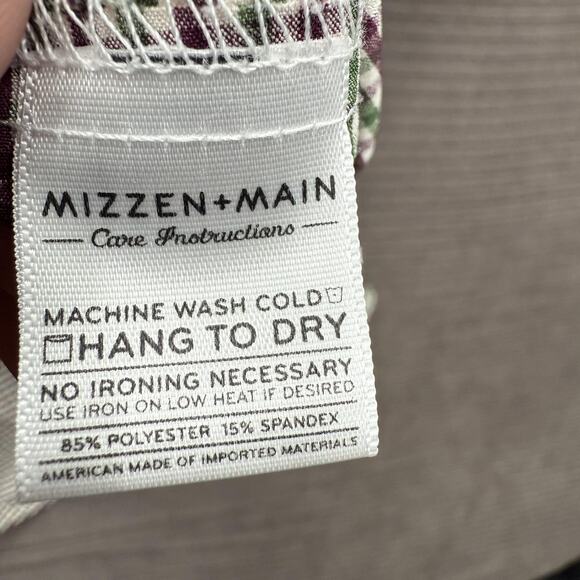 MIZZEN+MAIN
Care Instructions
MACHINE WASH COLD
HANG TO DRY
NO IRONING NECESSARY
USE IRON ON LOW HEAT IF DESIRED
85% POLYESTER 15% SPANDEX
AMERICAN MADE OF IMPORTED MATERIALS